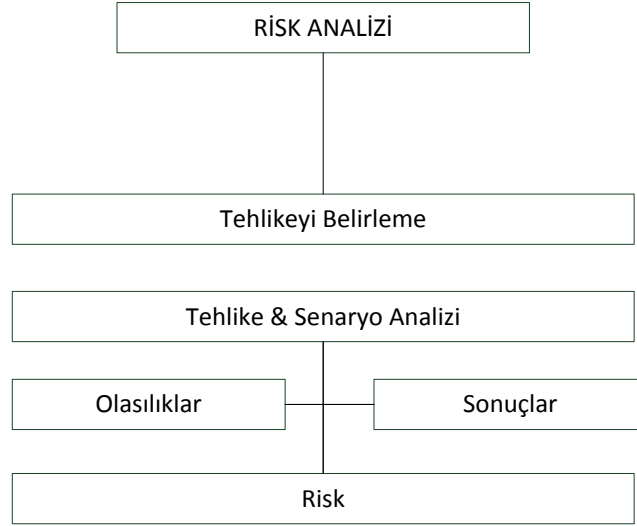 RİSK ANALİZİ
Tehlikeyi Belirleme
Tehlike & Senaryo Analizi
Olasılıklar
Sonuçlar
Risk